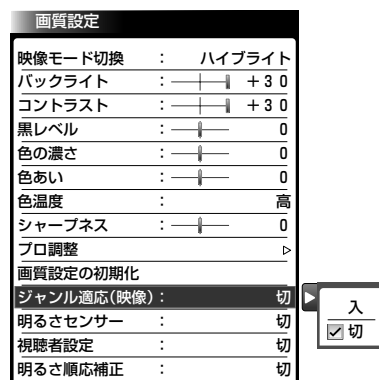 画質設定
映像モード切換 : ハイブライト
バックライト : +30
コントラスト : +30
黒レベル : 0
色の濃さ : 0
色あい : 0
色温度 : 高
シャープネス : 0
プロ調整
画質設定の初期化
ジャンル適応(映像) : 切
入
明るさセンサー : 切
切
視聴者設定 : 切
明るさ順応補正 : 切